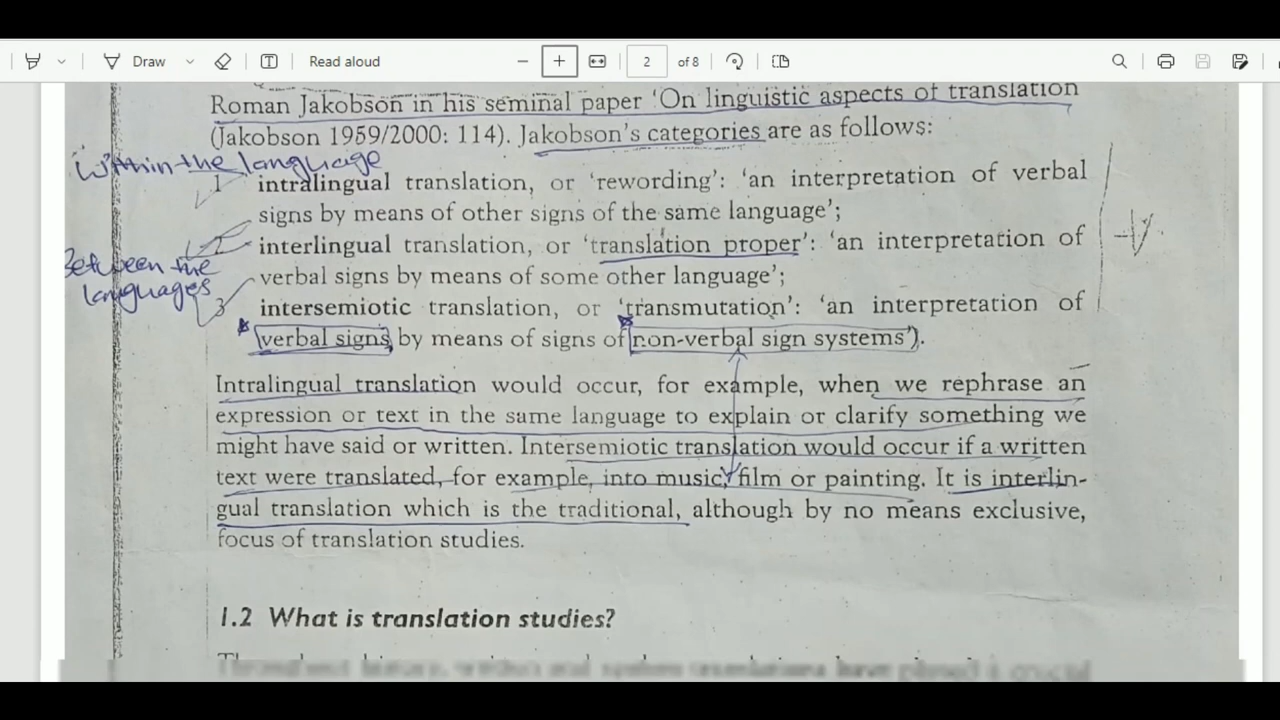 Draw
Read aloud
2
of 8
Roman Jakobson in his seminal paper ‘On linguistic aspects of translation
(Jakobson 1959/2000: 114). Jakobson's categories are as follows:
within the language
1 intralingual translation, or ‘rewording’: ‘an interpretation of verbal
signs by means of other signs of the same language’;
2 interlingual translation, or ‘translation proper’: ‘an interpretation of
Between the
verbal signs by means of some other language’;
languages
3 intersemiotic translation, or ‘transmutation’: ‘an interpretation of
verbal signs by means of signs of non-verbal sign systems’).
Intralingual translation would occur, for example, when we rephrase an
expression or text in the same language to explain or clarify something we
might have said or written. Intersemiotic translation would occur if a written
text were translated, for example, into music, film or painting. It is interlin-
gual translation which is the traditional, although by no means exclusive,
focus of translation studies.
1.2 What is translation studies?